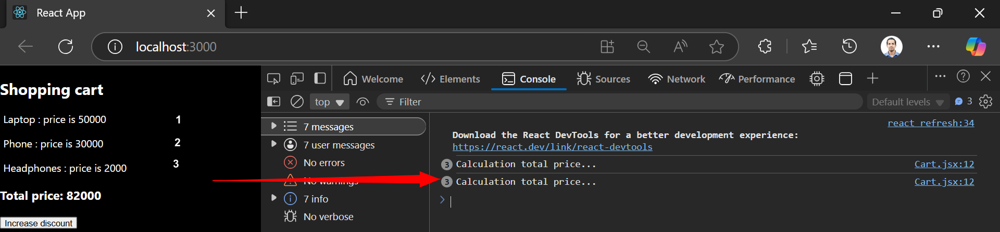 React App
localhost:3000
Welcome
Elements
Console
Sources
Network
Performance
top
Filter
Default levels
3
Shopping cart
Laptop : price is 50000
1
Phone : price is 30000
2
Headphones : price is 2000
3
Total price: 82000
Increase discount
7 messages
7 user messages
No errors
No warnings
7 info
No verbose
react refresh:34
Download the React DevTools for a better development experience:
https://react.dev/link/react-devtools
3 Calculation total price... Cart.jsx:12
3 Calculation total price... Cart.jsx:12